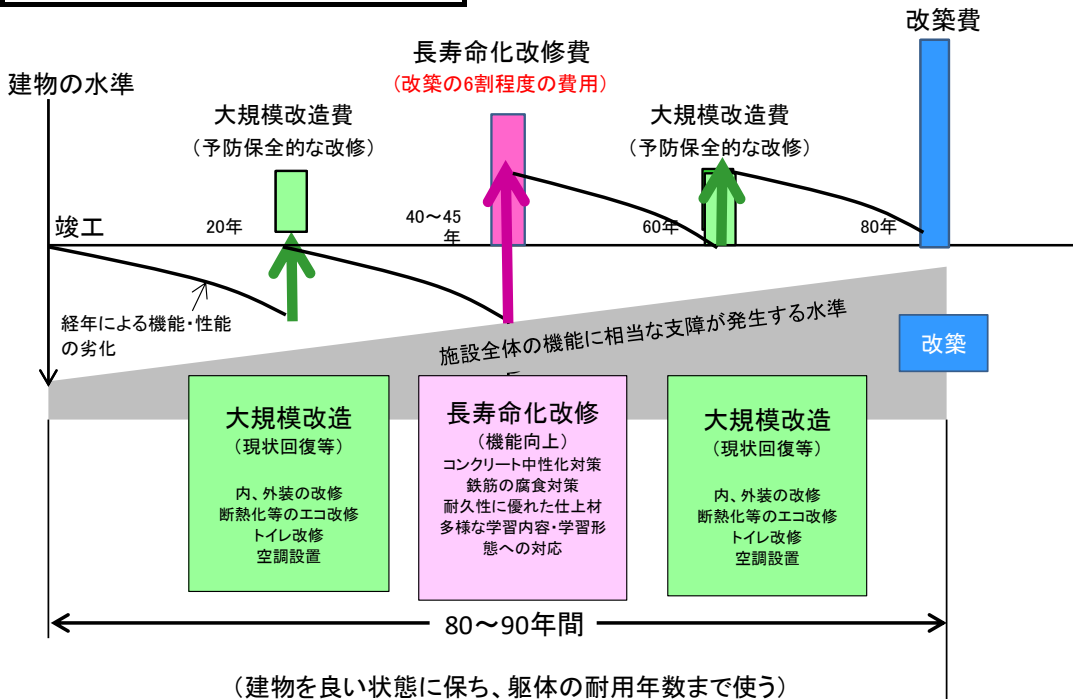 改築費
長寿命化改修費
(改築の6割程度の費用)
建物の水準
大規模改造費
（予防保全的な改修）
大規模改造費
（予防保全的な改修）
竣工
20年
40～45
年
60年
80年
経年による機能・性能
の劣化
施設全体の機能に相当な支障が発生する水準
改築
大規模改造
（現状回復等）
内、外装の改修
断熱化等のエコ改修
トイレ改修
空調設置
長寿命化改修
（機能向上）
コンクリート中性化対策
鉄筋の腐食対策
耐久性に優れた仕上材
多様な学習内容・学習形
態への対応
大規模改造
（現状回復等）
内、外装の改修
断熱化等のエコ改修
トイレ改修
空調設置
80～90年間
（建物を良い状態に保ち、躯体の耐用年数まで使う）